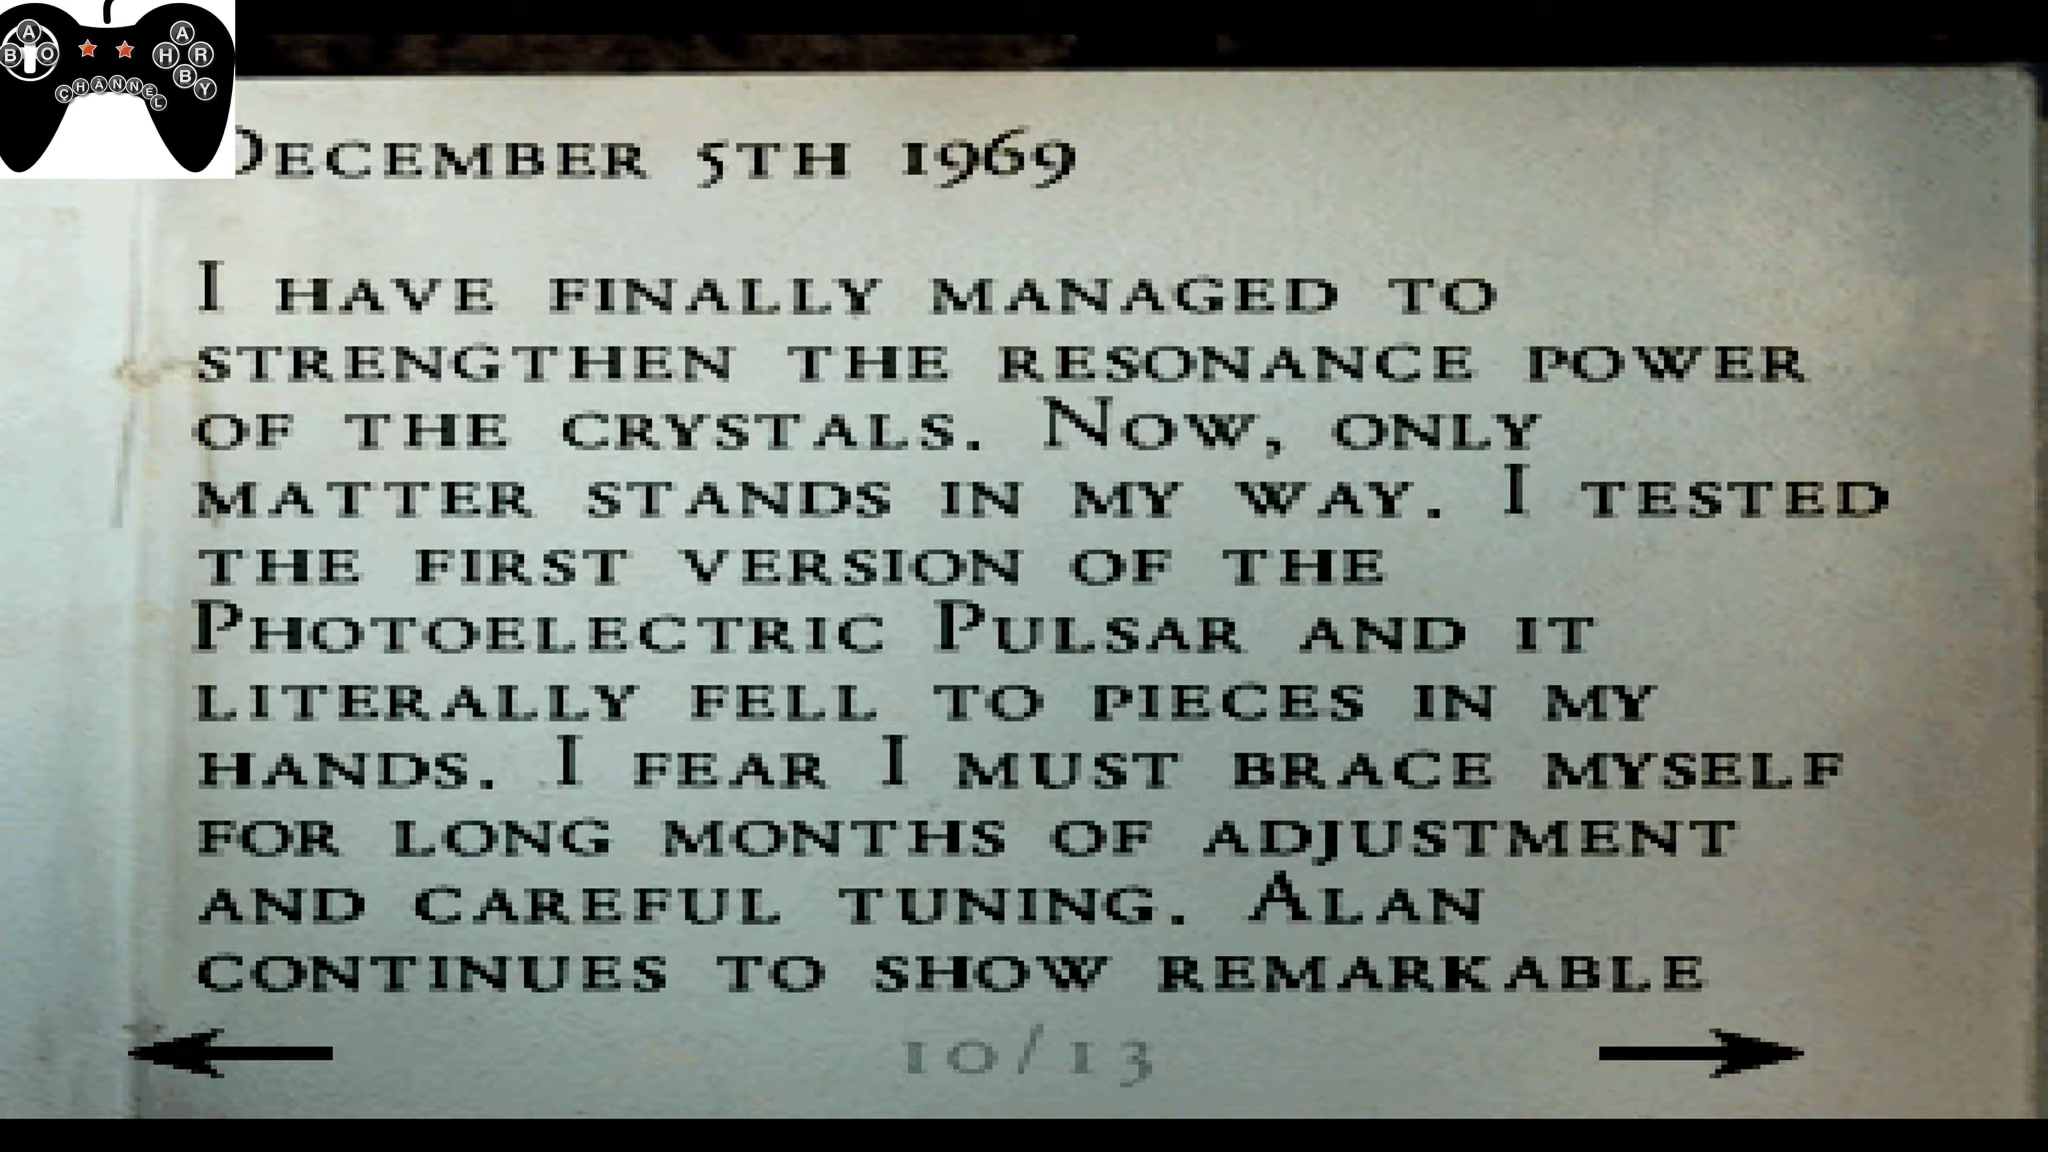 BAO
HARBY
CHANNEL
DECEMBER 5TH 1969
I HAVE FINALLY MANAGED TO
STRENGTHEN THE RESONANCE POWER
OF THE CRYSTALS. NOW, ONLY
MATTER STANDS IN MY WAY. I TESTED
THE FIRST VERSION OF THE
PHOTOELECTRIC PULSAR AND IT
LITERALLY FELL TO PIECES IN MY
HANDS. I FEAR I MUST BRACE MYSELF
FOR LONG MONTHS OF ADJUSTMENT
AND CAREFUL TUNING. ALAN
CONTINUES TO SHOW REMARKABLE
10/13